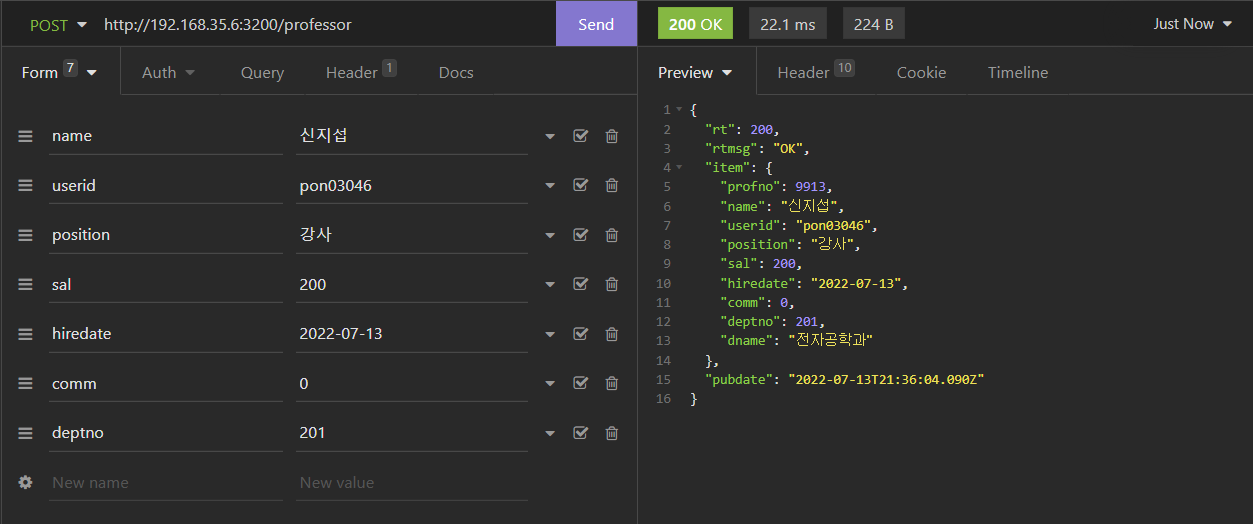 POST http://192.168.35.6:3200/professor Send 200 OK 22.1 ms 224 B Just Now
Form 7 Auth Query Header 1 Docs
name 신지섭
userid pon03046
position 강사
sal 200
hiredate 2022-07-13
comm 0
deptno 201
New name New value
Preview Header 10 Cookie Timeline
1 {
2 "rt": 200,
3 "rtmsg": "OK",
4 "item": {
5 "profno": 9913,
6 "name": "신지섭",
7 "userid": "pon03046",
8 "position": "강사",
9 "sal": 200,
10 "hiredate": "2022-07-13",
11 "comm": 0,
12 "deptno": 201,
13 "dname": "전자공학과"
14 },
15 "pubdate": "2022-07-13T21:36:04.090Z"
16 }